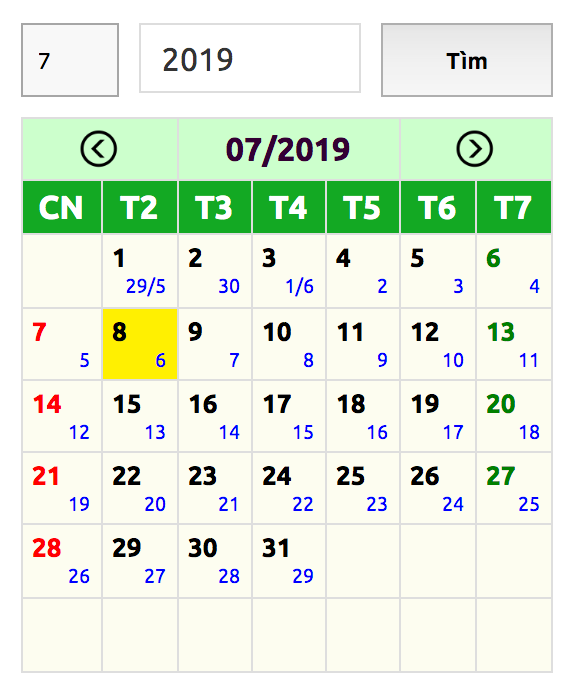 7 2019 Tìm
07/2019
CN T2 T3 T4 T5 T6 T7
1 2 3 4 5 6
29/5 30 1/6 2 3 4
7 8 9 10 11 12 13
5 6 7 8 9 10 11
14 15 16 17 18 19 20
12 13 14 15 16 17 18
21 22 23 24 25 26 27
19 20 21 22 23 24 25
28 29 30 31
26 27 28 29